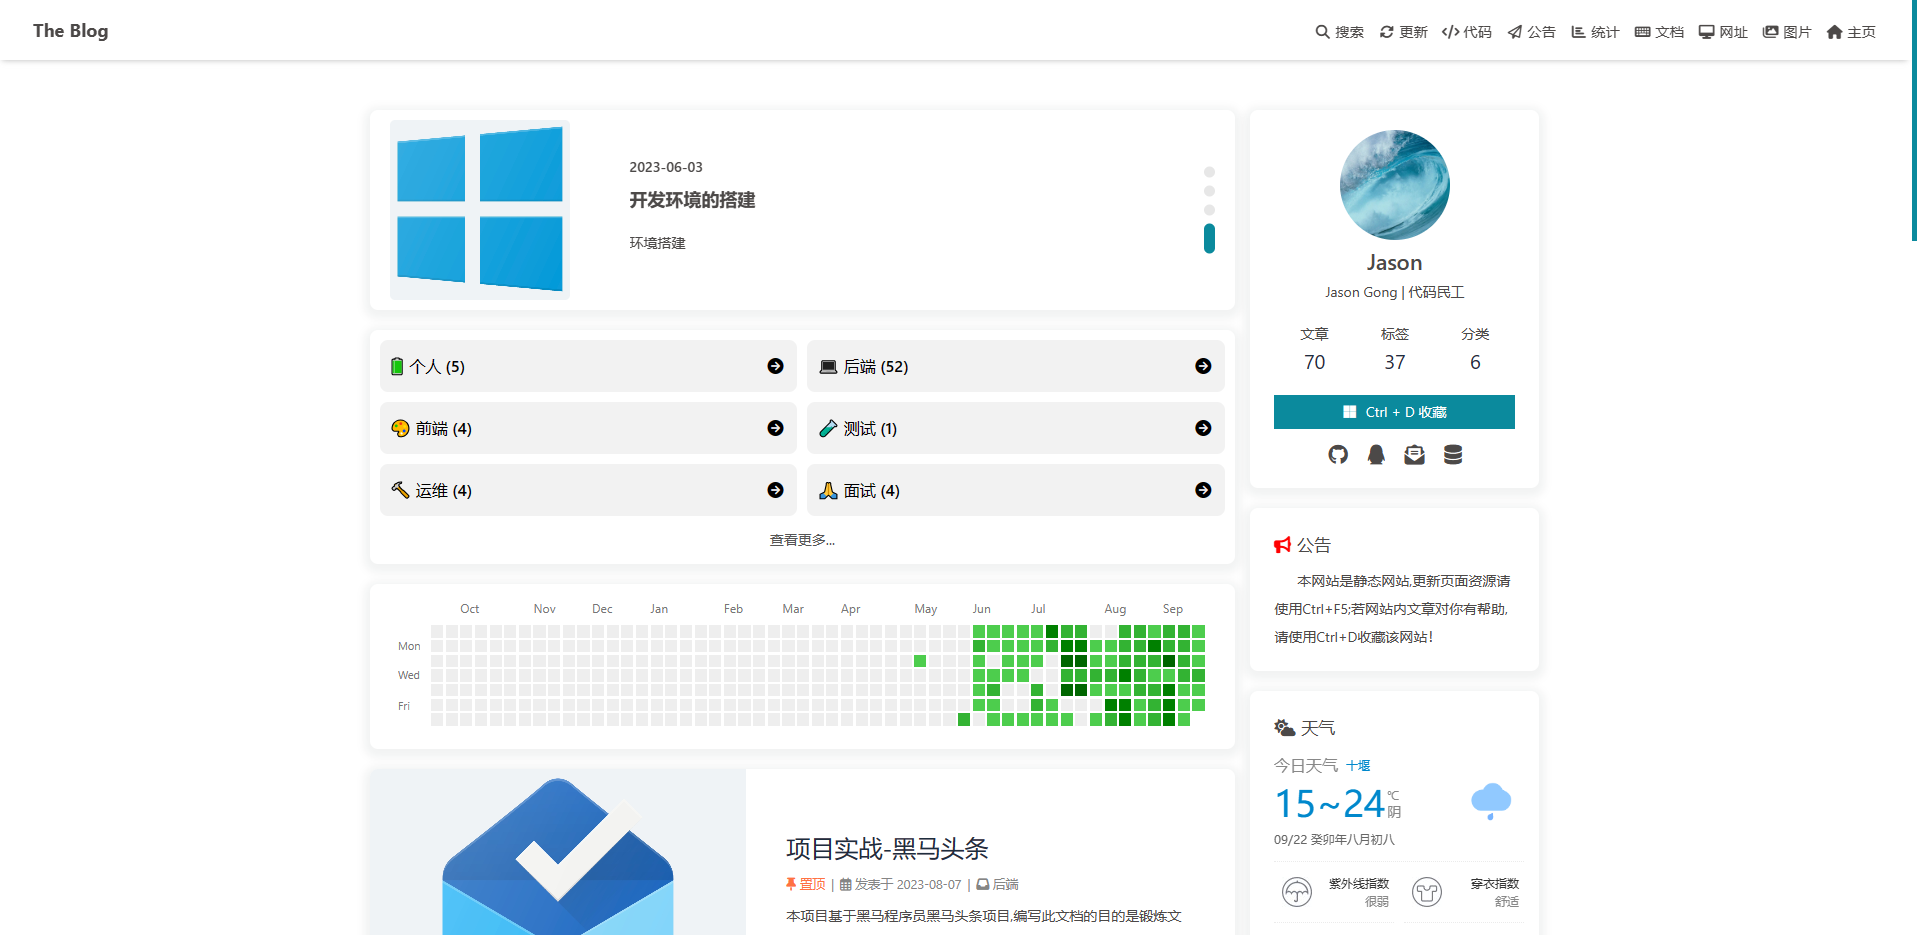 The Blog
搜索 更新 代码 公告 统计 文档 网址 图片 主页
2023-06-03
开发环境的搭建
环境搭建
个人 (5)
后端 (52)
前端 (4)
测试 (1)
运维 (4)
面试 (4)
查看更多...
Oct Nov Dec Jan Feb Mar Apr May Jun Jul Aug Sep
Mon
Wed
Fri
项目实战-黑马头条
置顶 | 发表于 2023-08-07 | 后端
本项目基于黑马程序员黑马头条项目,编写此文档的目的是锻炼文
Jason
Jason Gong | 代码民工
文章 标签 分类
70 37 6
Ctrl + D 收藏
公告
本网站是静态网站,更新页面资源请
使用Ctrl+F5;若网站内文章对你有帮助,
请使用Ctrl+D收藏该网站!
天气
今日天气 十堰
15~24℃
阴
09/22 癸卯年八月初八
紫外线指数 穿衣指数
很弱 舒适